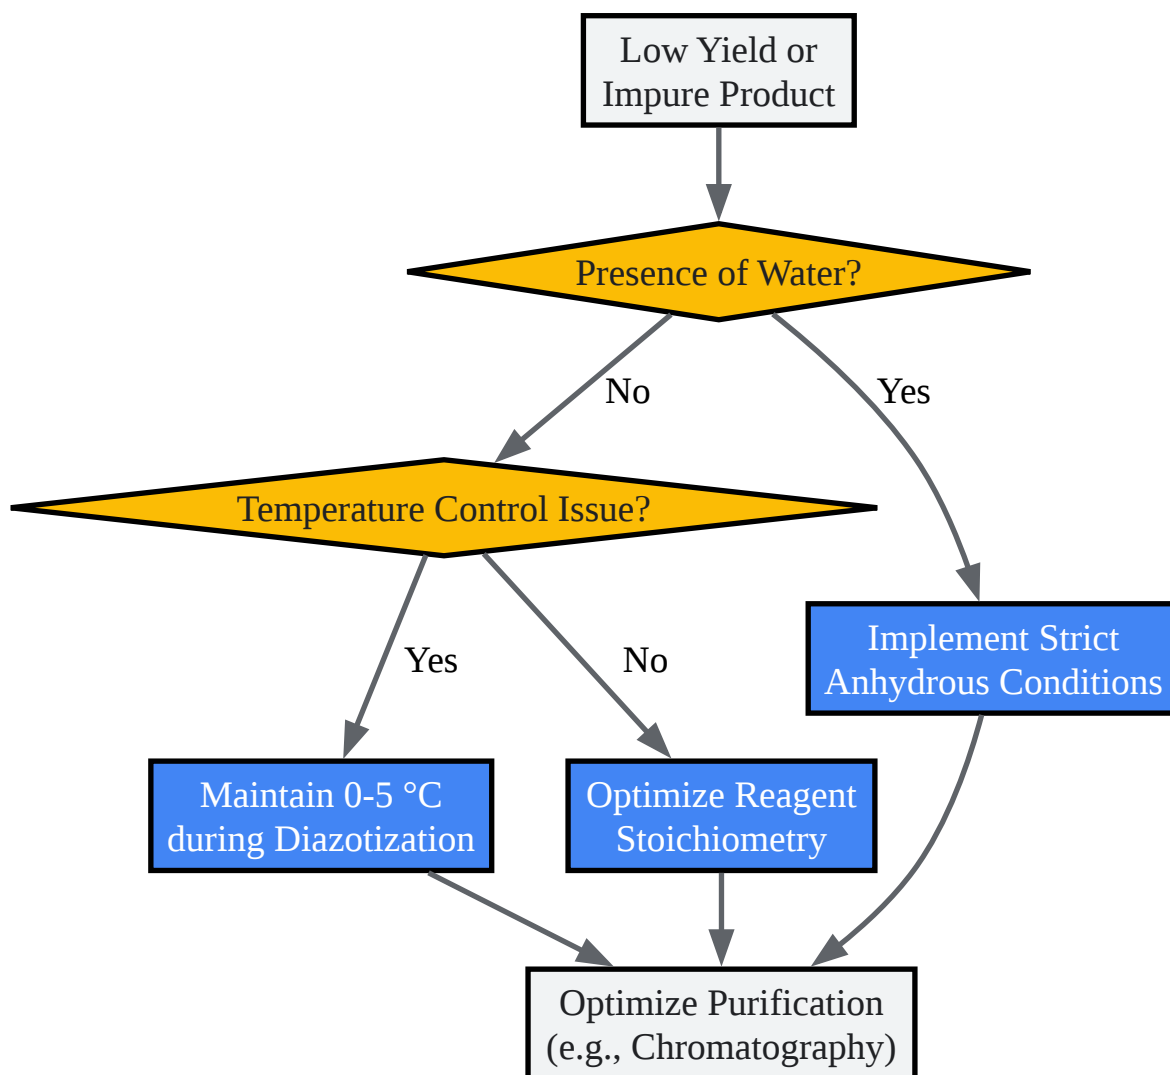 Low Yield or
Impure Product
Presence of Water?
No
Yes
Temperature Control Issue?
Yes
No
Implement Strict
Anhydrous Conditions
Maintain 0-5 °C
during Diazotization
Optimize Reagent
Stoichiometry
Optimize Purification
(e.g., Chromatography)